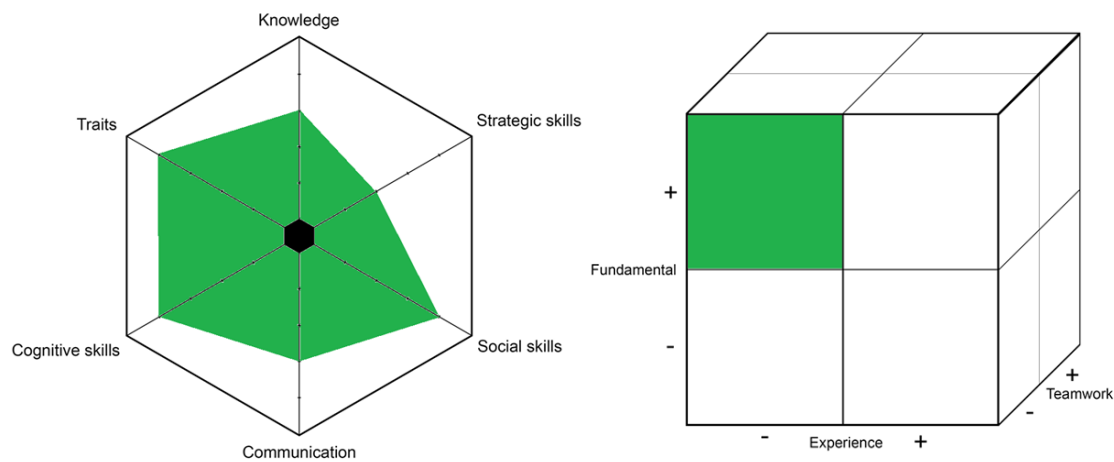 Knowledge
Traits
Strategic skills
Cognitive skills
Social skills
Communication
+
Fundamental
-
- Experience +
- Teamwork +